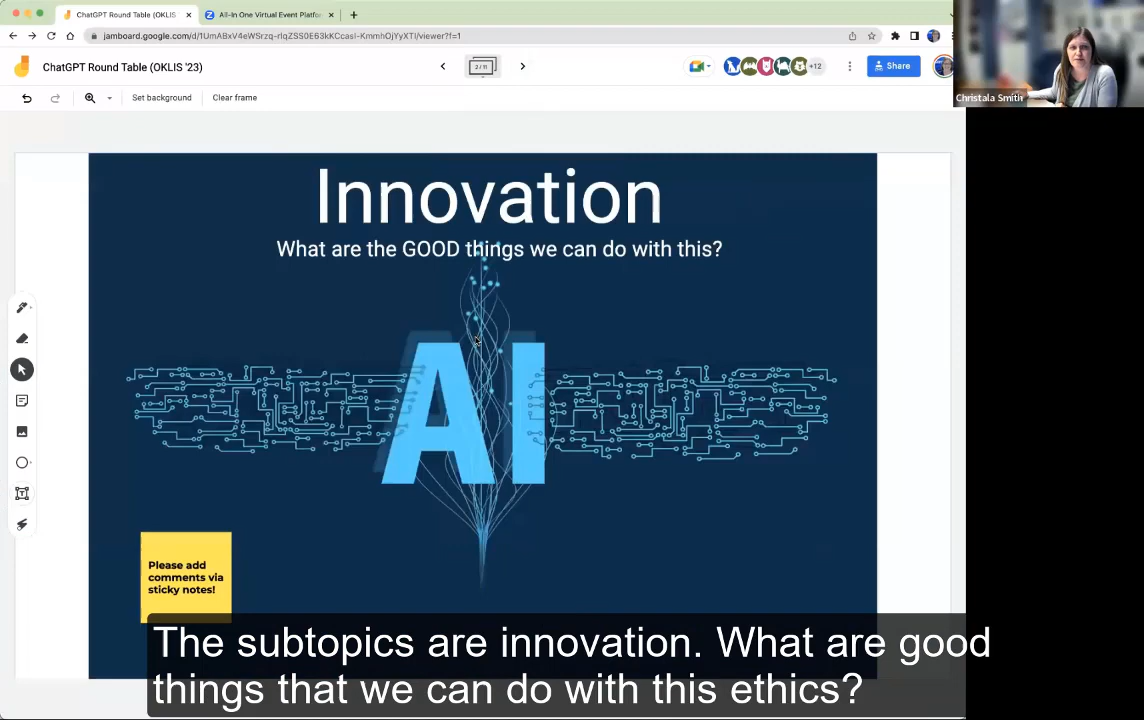 ChatGPT Round Table (OKLIS '23)
All-In One Virtual Event Platfo
jamboard.google.com/d/1UmABxV4eWSrzq-rlqZSS0E63kKCcasl-KmmhOjYyXTI/viewer?f=1
ChatGPT Round Table (OKLIS '23)
2 / 11
+12
Share
Set background
Clear frame
Christala Smith
Innovation
What are the GOOD things we can do with this?
AI
Please add
comments via
sticky notes!
The subtopics are innovation. What are good
things that we can do with this ethics?